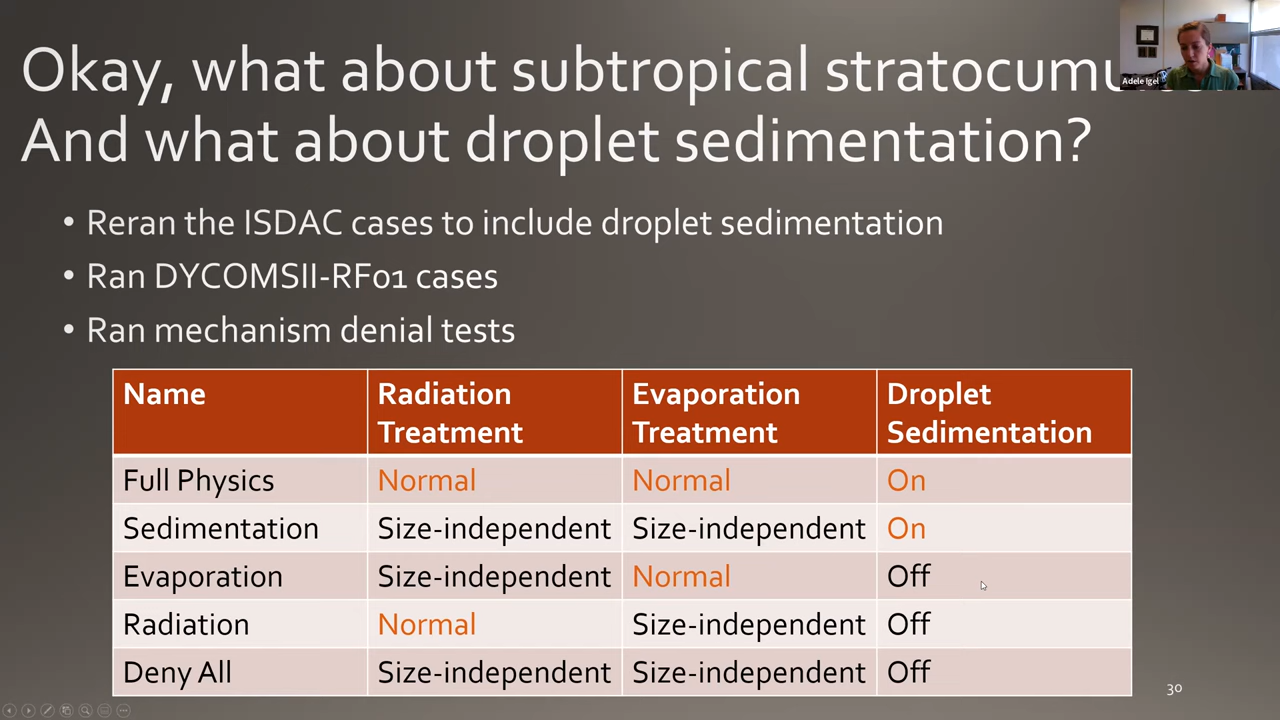 Okay, what about subtropical
And what about droplet sedimentation?
Adele Igel
• Reran the ISDAC cases to include droplet sedimentation
• Ran DYCOMSII-RF01 cases
• Ran mechanism denial tests
Name Radiation Treatment Evaporation Treatment Droplet Sedimentation
Full Physics Normal Normal On
Sedimentation Size-independent Size-independent On
Evaporation Size-independent Normal Off
Radiation Normal Size-independent Off
Deny All Size-independent Size-independent Off
30